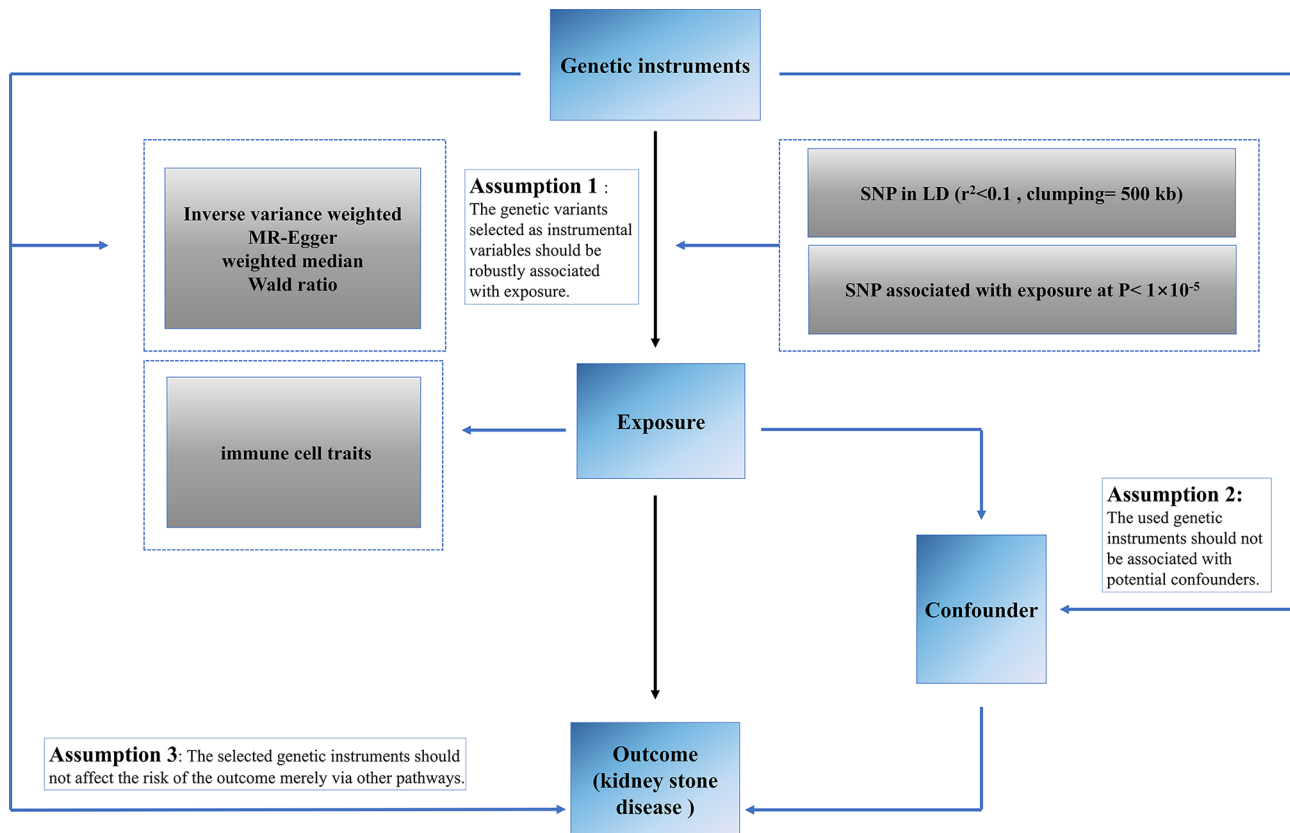 Genetic instruments
Inverse variance weighted
MR-Egger
weighted median
Wald ratio
Assumption 1 :
The genetic variants
selected as instrumental
variables should be
robustly associated
with exposure.
SNP in LD (r²<0.1 , clumping= 500 kb)
SNP associated with exposure at P< 1×10⁻⁵
immune cell traits
Exposure
Assumption 2:
The used genetic
instruments should not
be associated with
potential confounders.
Confounder
Assumption 3: The selected genetic instruments should
not affect the risk of the outcome merely via other pathways.
Outcome
(kidney stone
disease )